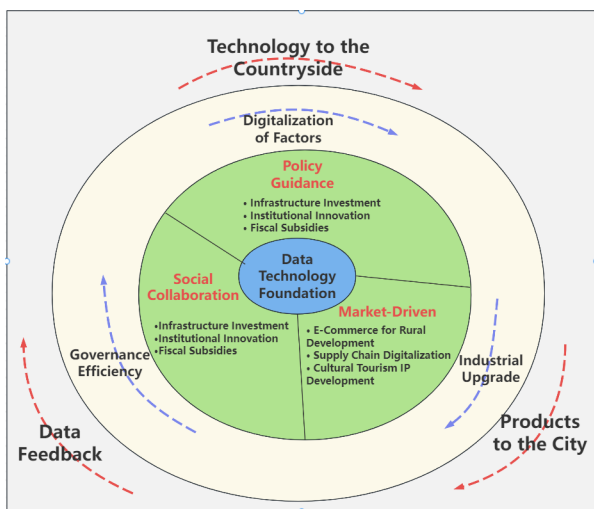 Technology to the
Countryside
Digitalization
of Factors
Policy
Guidance
• Infrastructure Investment
• Institutional Innovation
• Fiscal Subsidies
Data
Technology
Foundation
Social
Collaboration
•Infrastructure Investment
•Institutional Innovation
•Fiscal Subsidies
Market-Driven
• E-Commerce for Rural
Development
• Supply Chain Digitalization
• Cultural Tourism IP
Development
Governance
Efficiency
Industrial
Upgrade
Data
Feedback
Products
to the City